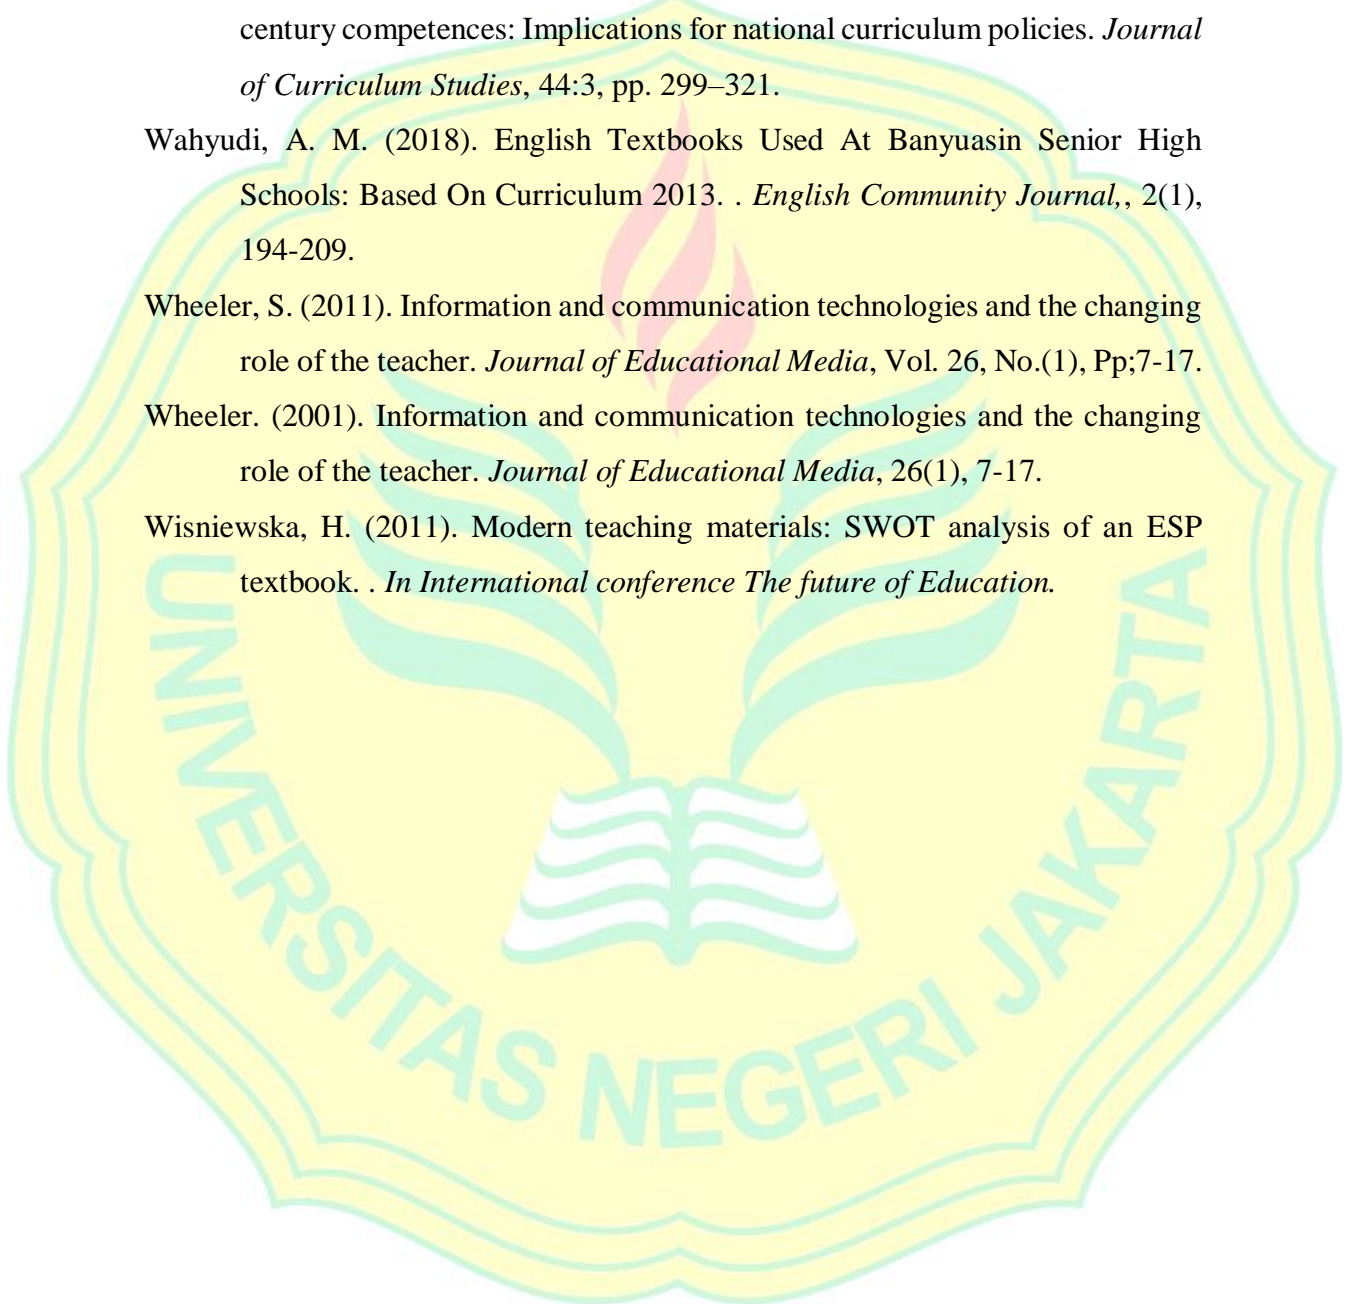 century competences: Implications for national curriculum policies. Journal
of Curriculum Studies, 44:3, pp. 299–321.
Wahyudi, A. M. (2018). English Textbooks Used At Banyuasin Senior High
Schools: Based On Curriculum 2013. . English Community Journal,, 2(1),
194-209.
Wheeler, S. (2011). Information and communication technologies and the changing
role of the teacher. Journal of Educational Media, Vol. 26, No.(1), Pp;7-17.
Wheeler. (2001). Information and communication technologies and the changing
role of the teacher. Journal of Educational Media, 26(1), 7-17.
Wisniewska, H. (2011). Modern teaching materials: SWOT analysis of an ESP
textbook. . In International conference The future of Education.
UNIVERSITAS NEGERI JAKARTA